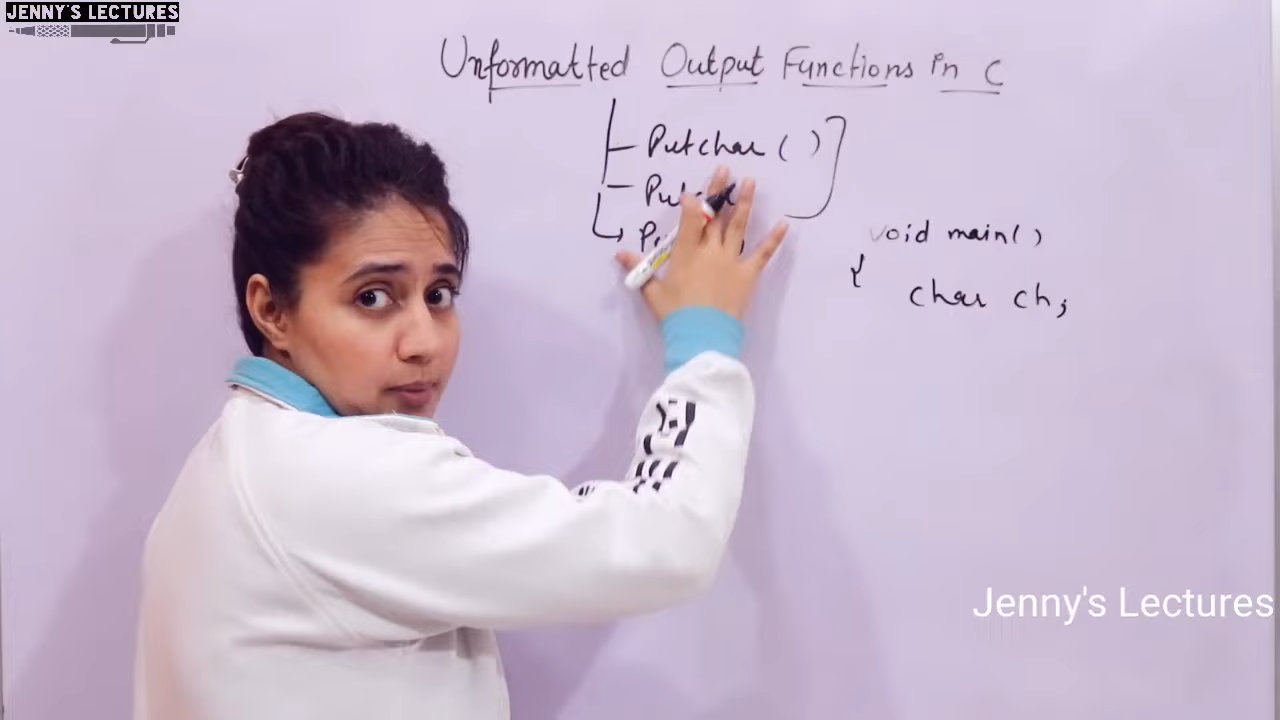 JENNY'S LECTURES
Unformatted Output Functions in C
Putchar ( )
void main( )
{
char ch;
Jenny's Lectures